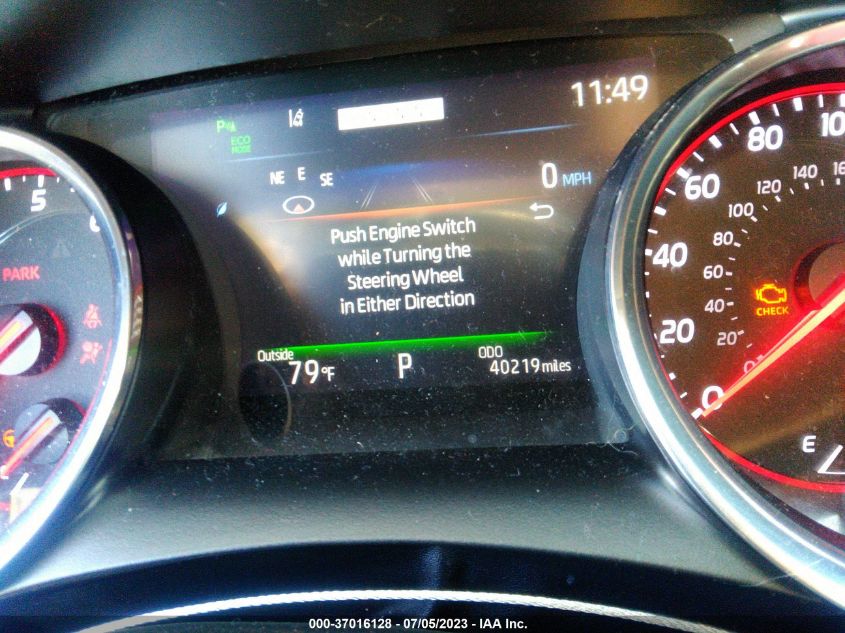 11:49
P
ECO
MODE
NE E SE
0 MPH
Push Engine Switch
while Turning the
Steering Wheel
in Either Direction
Outside
79°F
P
ODO
40219 miles
5
6
PARK
0
20
40
60
80
20
40
60
80
100
120
140
CHECK
E
000-37016128 - 07/05/2023 - IAA Inc.